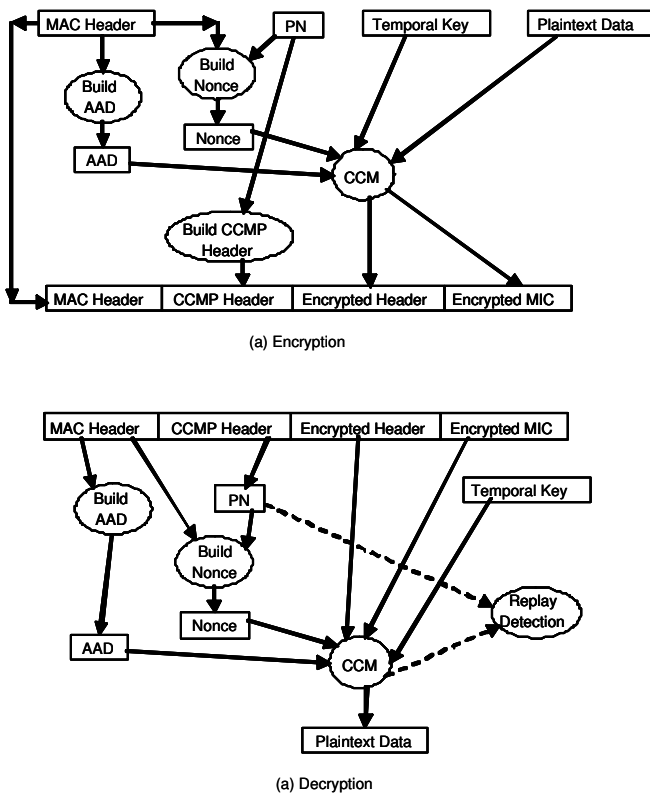 MAC Header
PN
Temporal Key
Plaintext Data
Build
Nonce
Build
AAD
Nonce
AAD
CCM
Build CCMP
Header
MAC Header
CCMP Header
Encrypted Header
Encrypted MIC
(a) Encryption
MAC Header
CCMP Header
Encrypted Header
Encrypted MIC
Build
AAD
PN
Temporal Key
Build
Nonce
Replay
Detection
Nonce
AAD
CCM
Plaintext Data
(a) Decryption